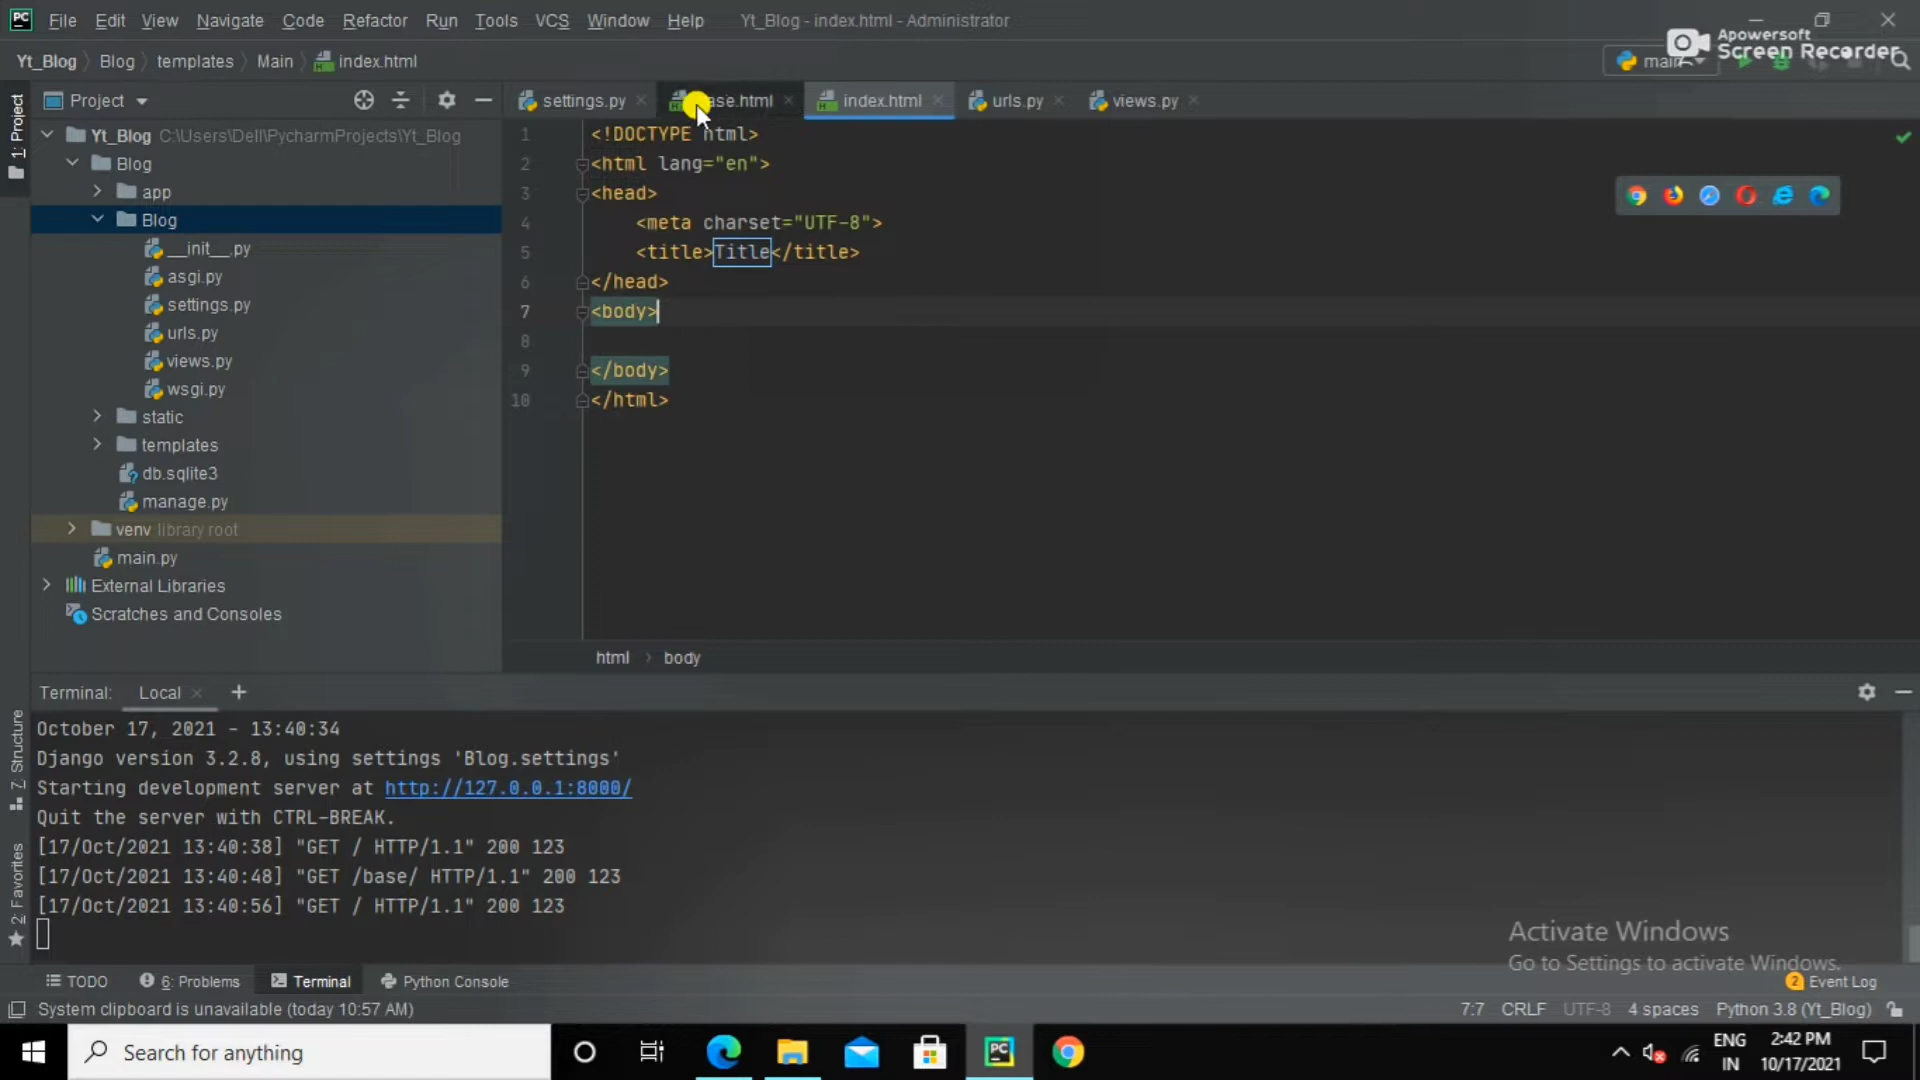 File Edit View Navigate Code Refactor Run Tools VCS Window Help Yt_Blog - index.html - Administrator
Apowersoft
Screen Recorder
Yt_Blog Blog templates Main index.html main
Project settings.py index.html urls.py views.py
Yt_Blog C:\Users\Dell\PycharmProjects\Yt_Blog
Blog
app
Blog
__init__.py
asgi.py
settings.py
urls.py
views.py
wsgi.py
static
templates
db.sqlite3
manage.py
venv library root
main.py
External Libraries
Scratches and Consoles
1: Project
7: Structure
2: Favorites
1 <!DOCTYPE html>
2 <html lang="en">
3 <head>
4 <meta charset="UTF-8">
5 <title>Title</title>
6 </head>
7 <body>
8
9 </body>
10 </html>
html body
Terminal: Local
October 17, 2021 - 13:40:34
Django version 3.2.8, using settings 'Blog.settings'
Starting development server at http://127.0.0.1:8000/
Quit the server with CTRL-BREAK.
[17/Oct/2021 13:40:38] "GET / HTTP/1.1" 200 123
[17/Oct/2021 13:40:48] "GET /base/ HTTP/1.1" 200 123
[17/Oct/2021 13:40:56] "GET / HTTP/1.1" 200 123
Activate Windows
Go to Settings to activate Windows.
TODO 6: Problems Terminal Python Console 2 Event Log
System clipboard is unavailable (today 10:57 AM) 7:7 CRLF UTF-8 4 spaces Python 3.8 (Yt_Blog)
Search for anything
ENG
IN
2:42 PM
10/17/2021